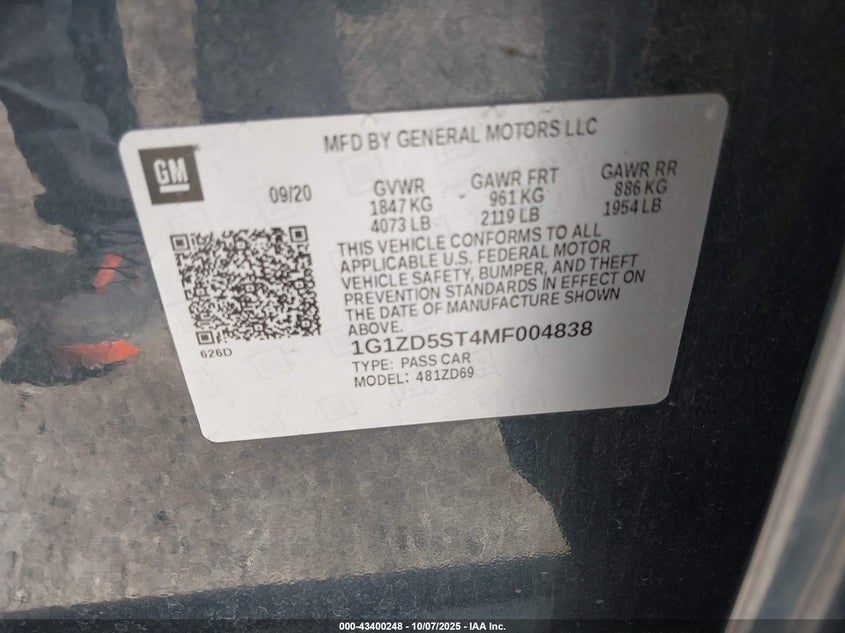 MFD BY GENERAL MOTORS LLC
GM
09/20
GVWR
1847 KG
4073 LB
GAWR FRT
961 KG
2119 LB
GAWR RR
886 KG
1954 LB
THIS VEHICLE CONFORMS TO ALL
APPLICABLE U.S. FEDERAL MOTOR
VEHICLE SAFETY, BUMPER, AND THEFT
PREVENTION STANDARDS IN EFFECT ON
THE DATE OF MANUFACTURE SHOWN
ABOVE.
626D
1G1ZD5ST4MF004838
TYPE: PASS CAR
MODEL: 481ZD69
000-43400248 - 10/07/2025 - IAA Inc.